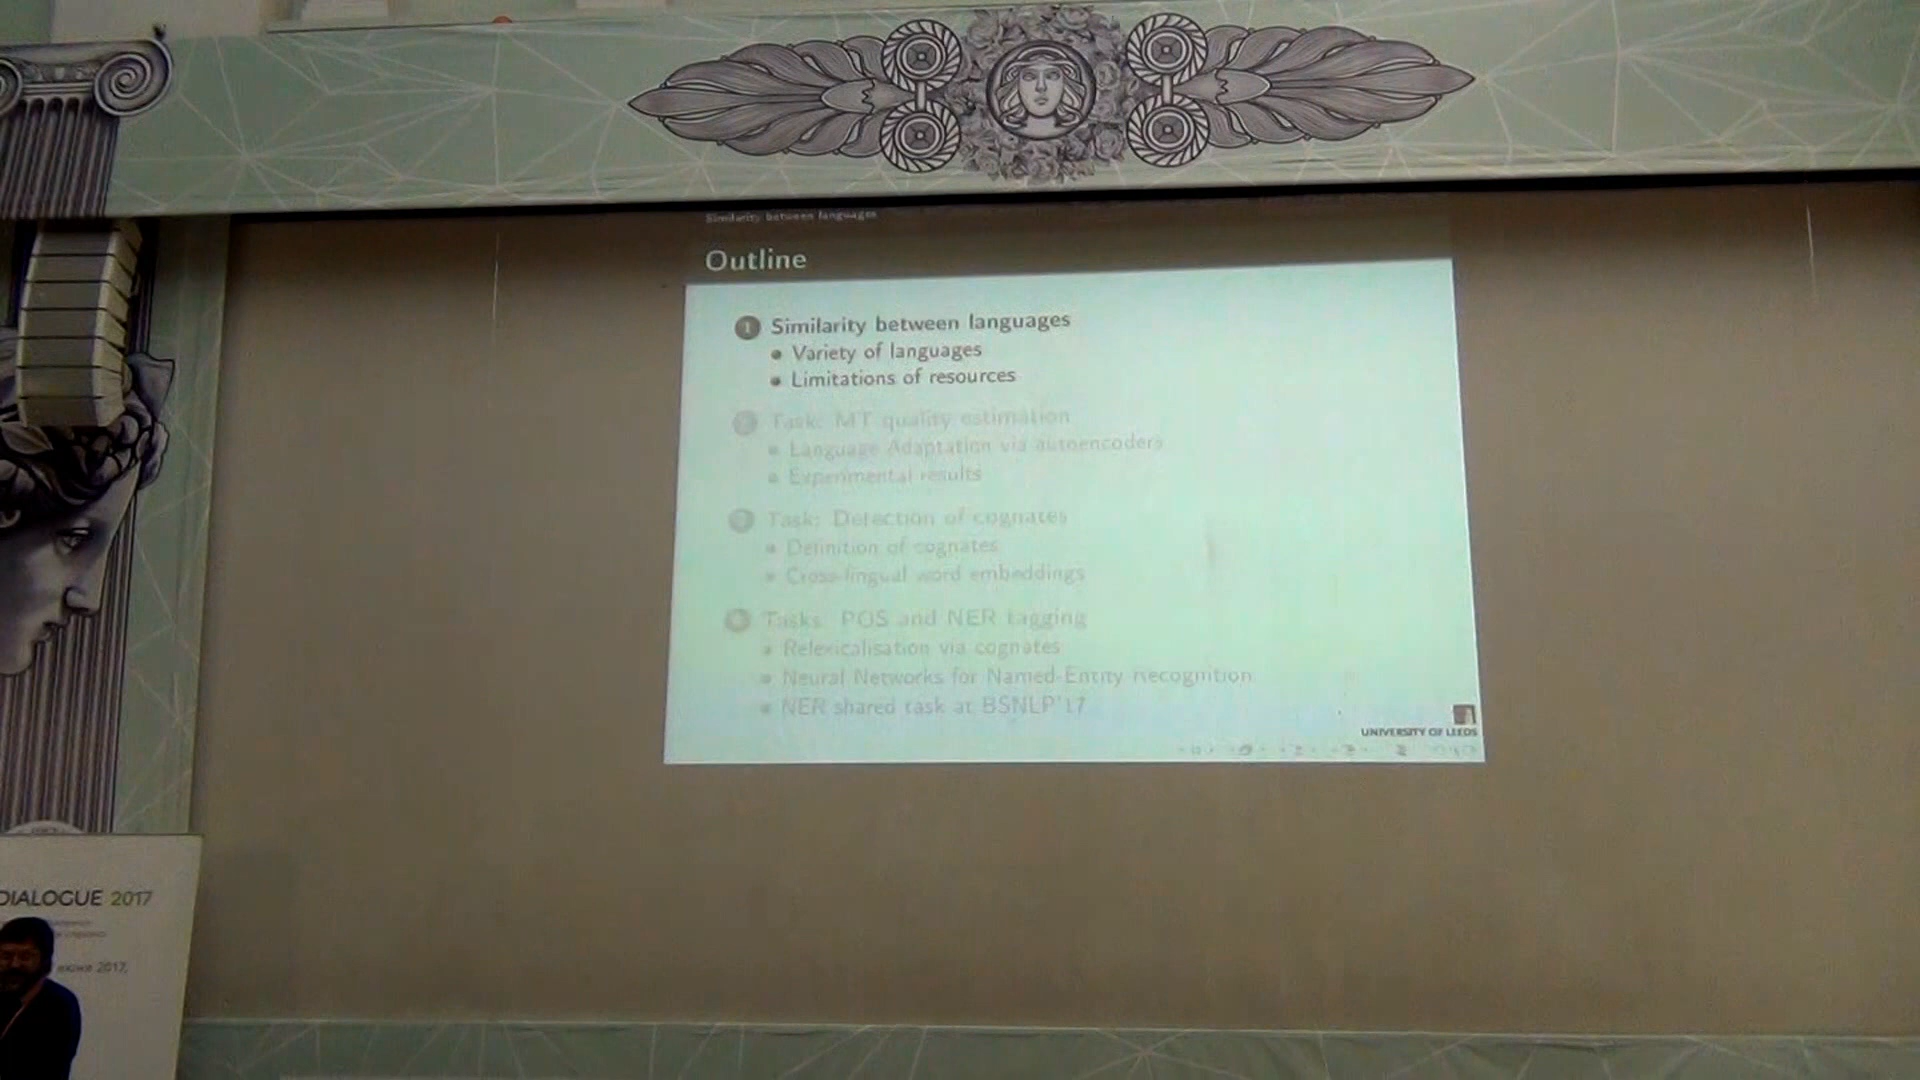 Similarity between languages
Outline
1 Similarity between languages
• Variety of languages
• Limitations of resources
2 Task: MT quality estimation
• Language Adaptation via autoencoders
• Experimental results
3 Task: Detection of cognates
• Definition of cognates
• Cross-lingual word embeddings
4 Tasks: POS and NER tagging
• Relexicalisation via cognates
• Neural Networks for Named-Entity recognition
• NER shared task at BSNLP'17
UNIVERSITY OF LEEDS
DIALOGUE 2017
июня 2017,